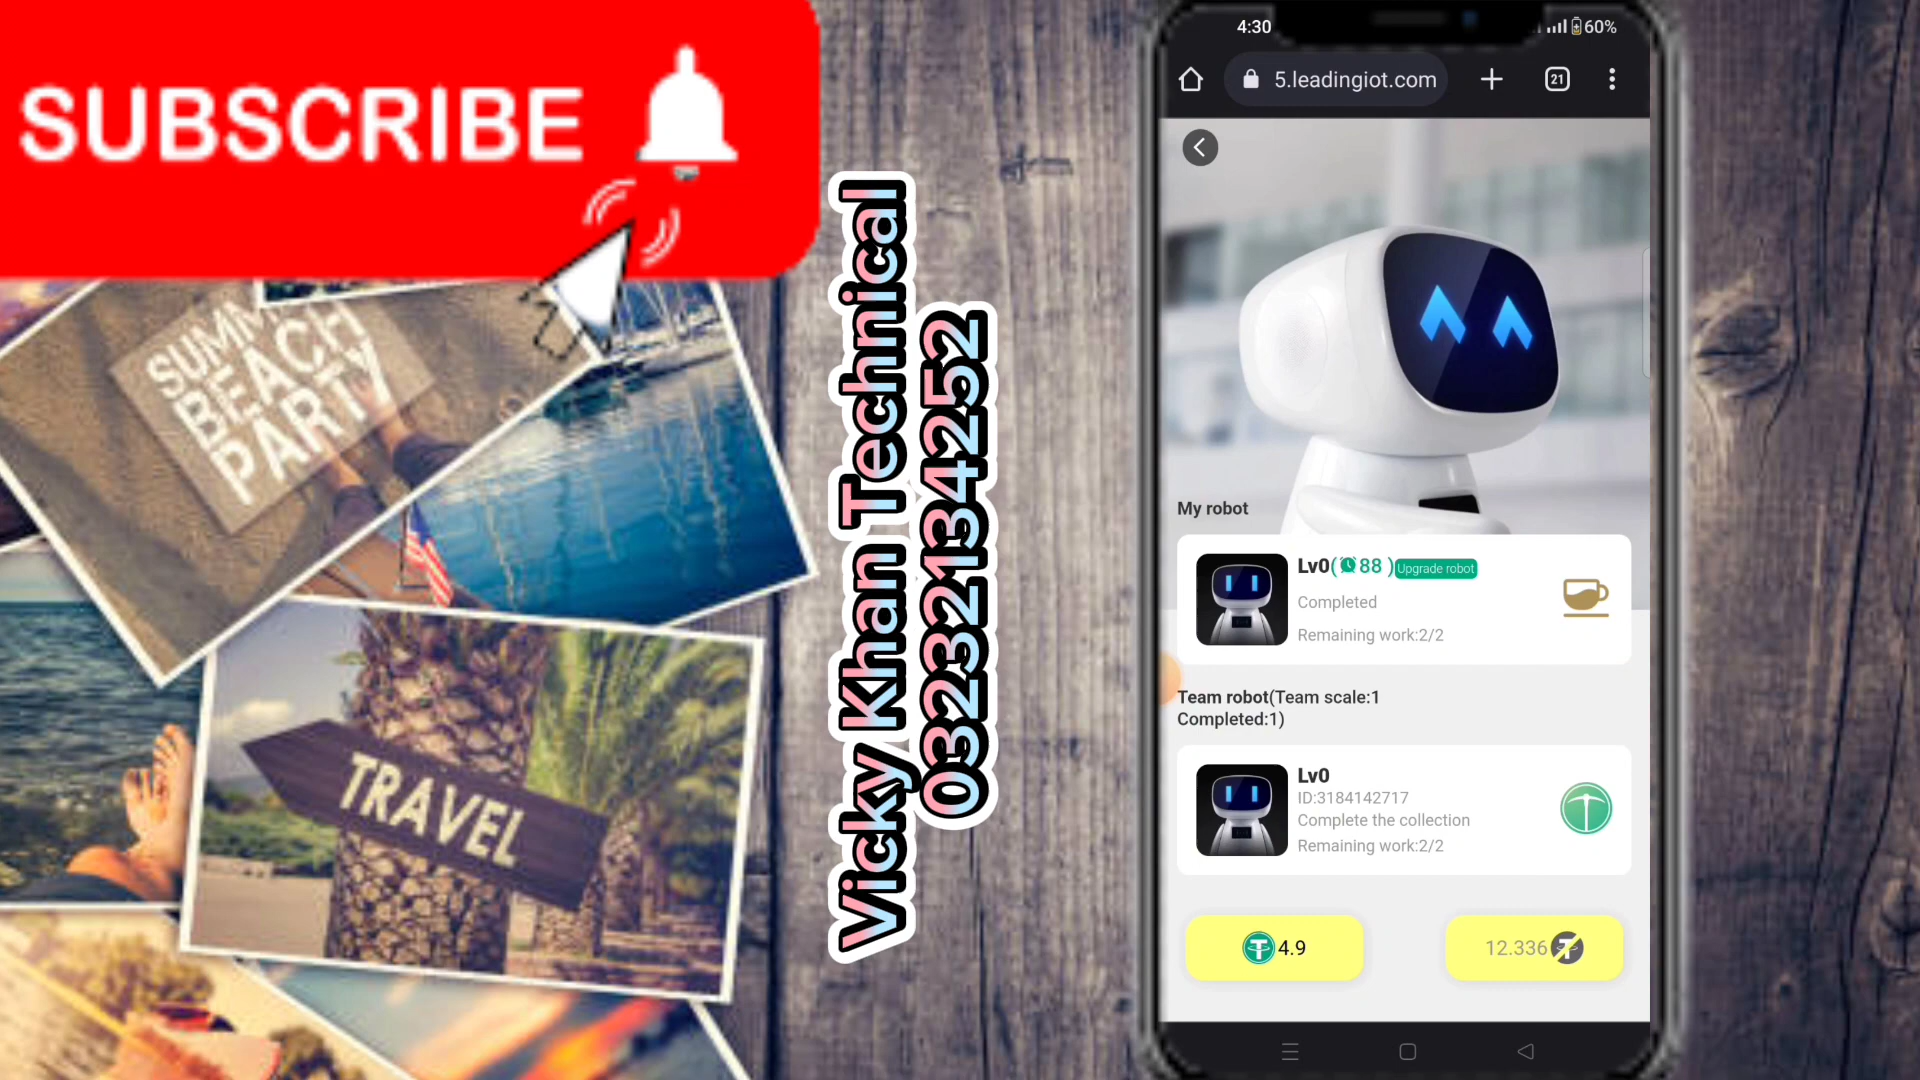 SUBSCRIBE
SUMM
BEACH
PARTY
TRAVEL
Vicky Khan Technical
03232134252
4:30
60%
5.leadingiot.com
21
My robot
Lv0(88 )Upgrade robot
Completed
Remaining work:2/2
Team robot(Team scale:1
Completed:1)
Lv0
ID:3184142717
Complete the collection
Remaining work:2/2
4.9
12.336